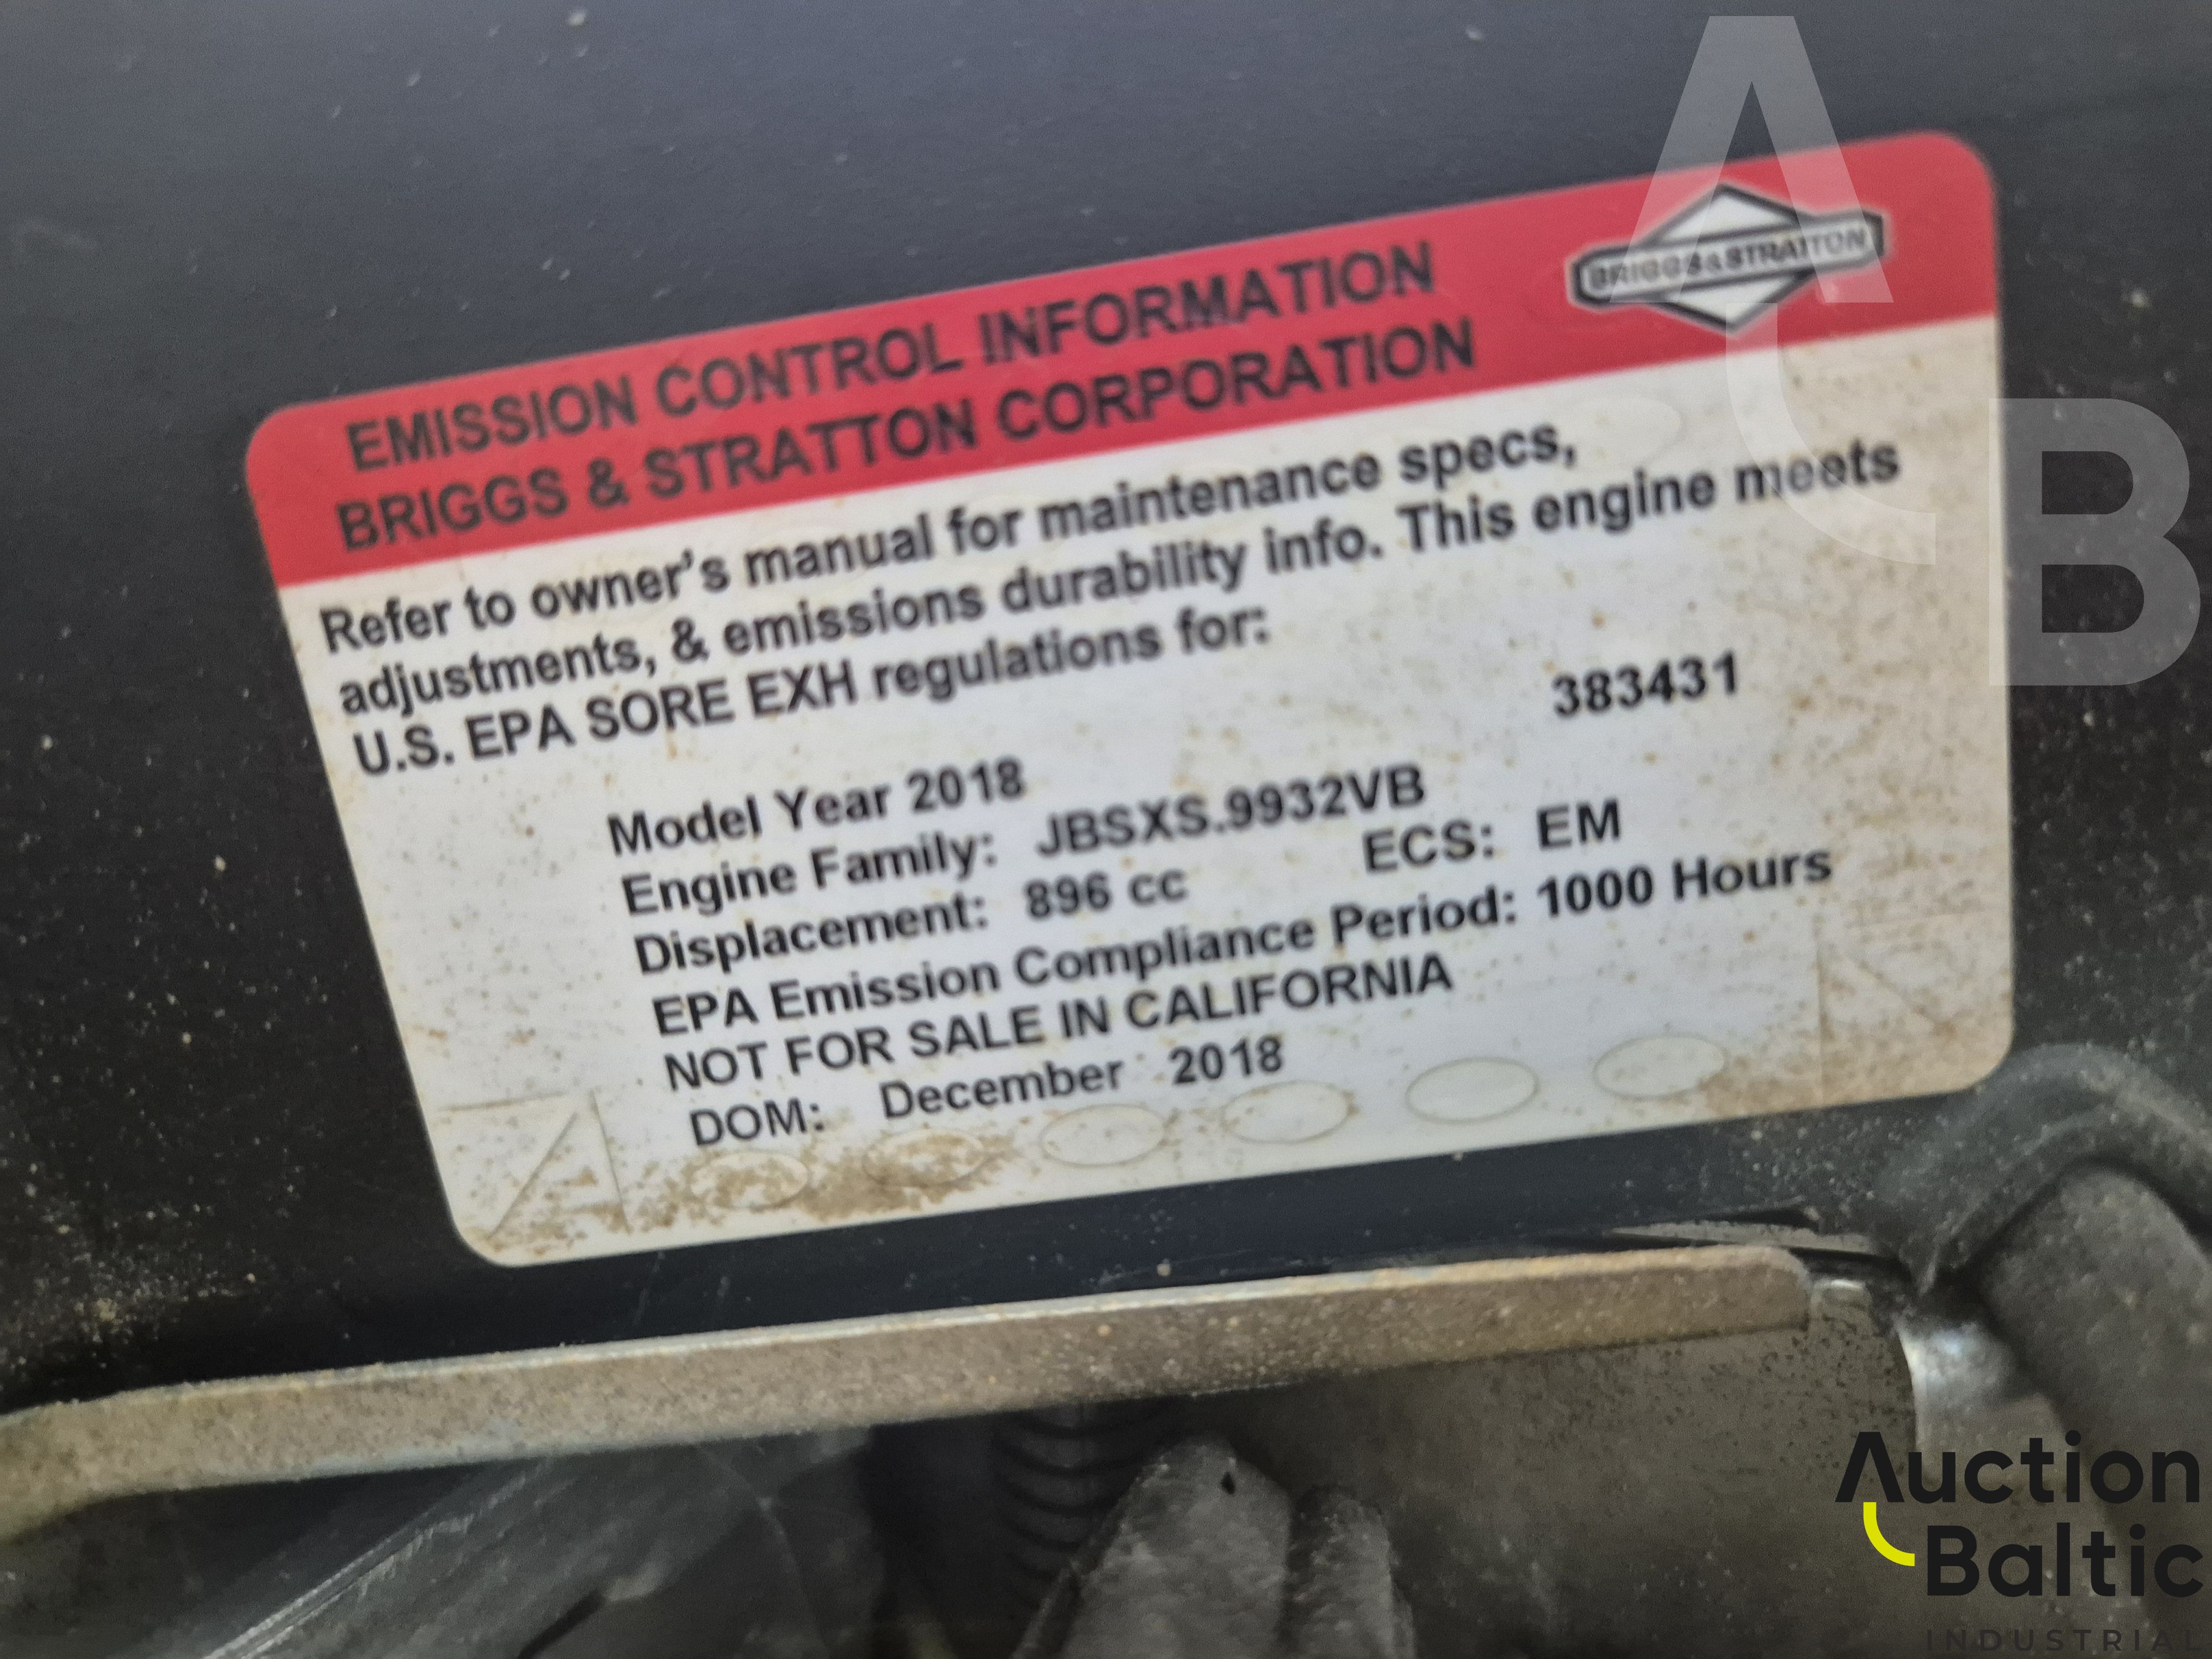 EMISSION CONTROL INFORMATION
BRIGGS & STRATTON CORPORATION
BRIGGS & STRATTON
Refer to owner's manual for maintenance specs,
adjustments, & emissions durability info. This engine meets
U.S. EPA SORE EXH regulations for:
383431
Model Year 2018
Engine Family: JBSXS.9932VB
Displacement: 896 cc ECS: EM
EPA Emission Compliance Period: 1000 Hours
NOT FOR SALE IN CALIFORNIA
DOM: December 2018
A
B
Auction
Baltic
INDUSTRIAL